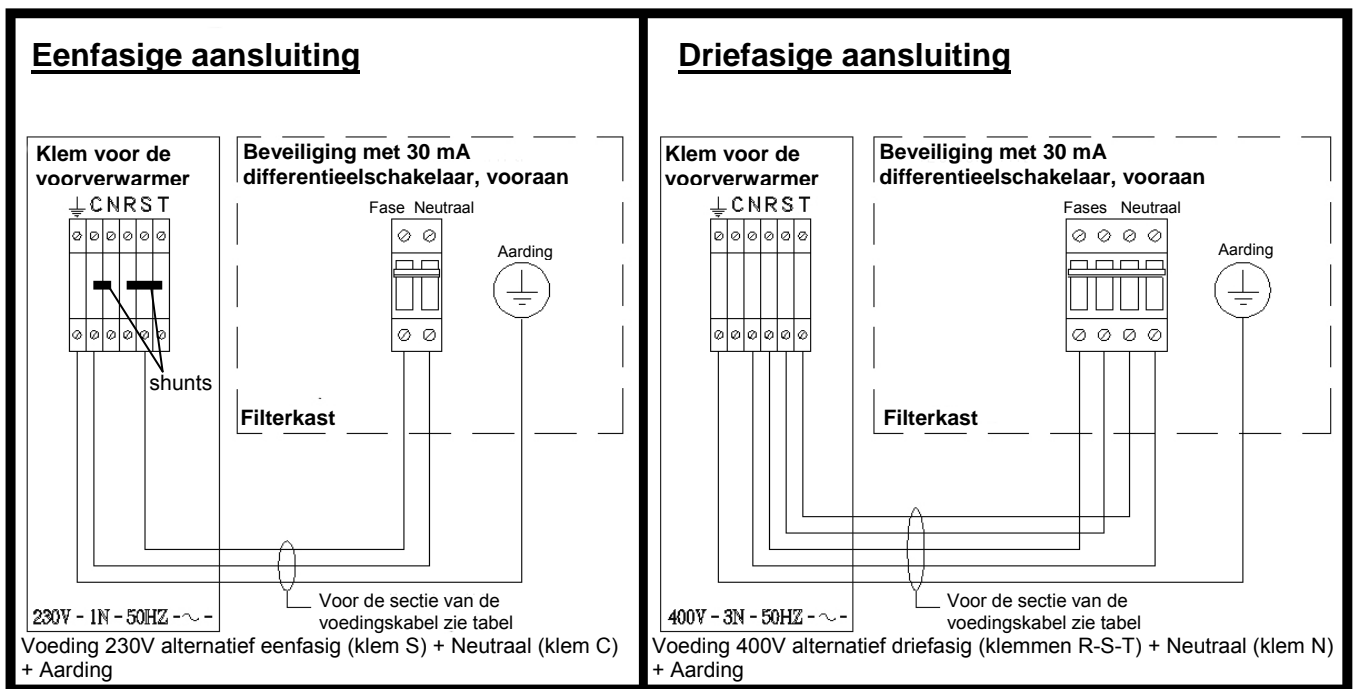 Eenfasige aansluiting
Klem voor de
voorverwarmer
C N R S T
Beveiliging met 30 mA
differentieelschakelaar, vooraan
Fase Neutraal
Aarding
shunts
Filterkast
230V - 1N - 50HZ - ~ -
Voor de sectie van de
voedingskabel zie tabel
Voeding 230V alternatief eenfasig (klem S) + Neutraal (klem C)
+ Aarding
Driefasige aansluiting
Klem voor de
voorverwarmer
C N R S T
Beveiliging met 30 mA
differentieelschakelaar, vooraan
Fases Neutraal
Aarding
Filterkast
400V - 3N - 50HZ - ~ -
Voor de sectie van de
voedingskabel zie tabel
Voeding 400V alternatief driefasig (klemmen R-S-T) + Neutraal (klem N)
+ Aarding